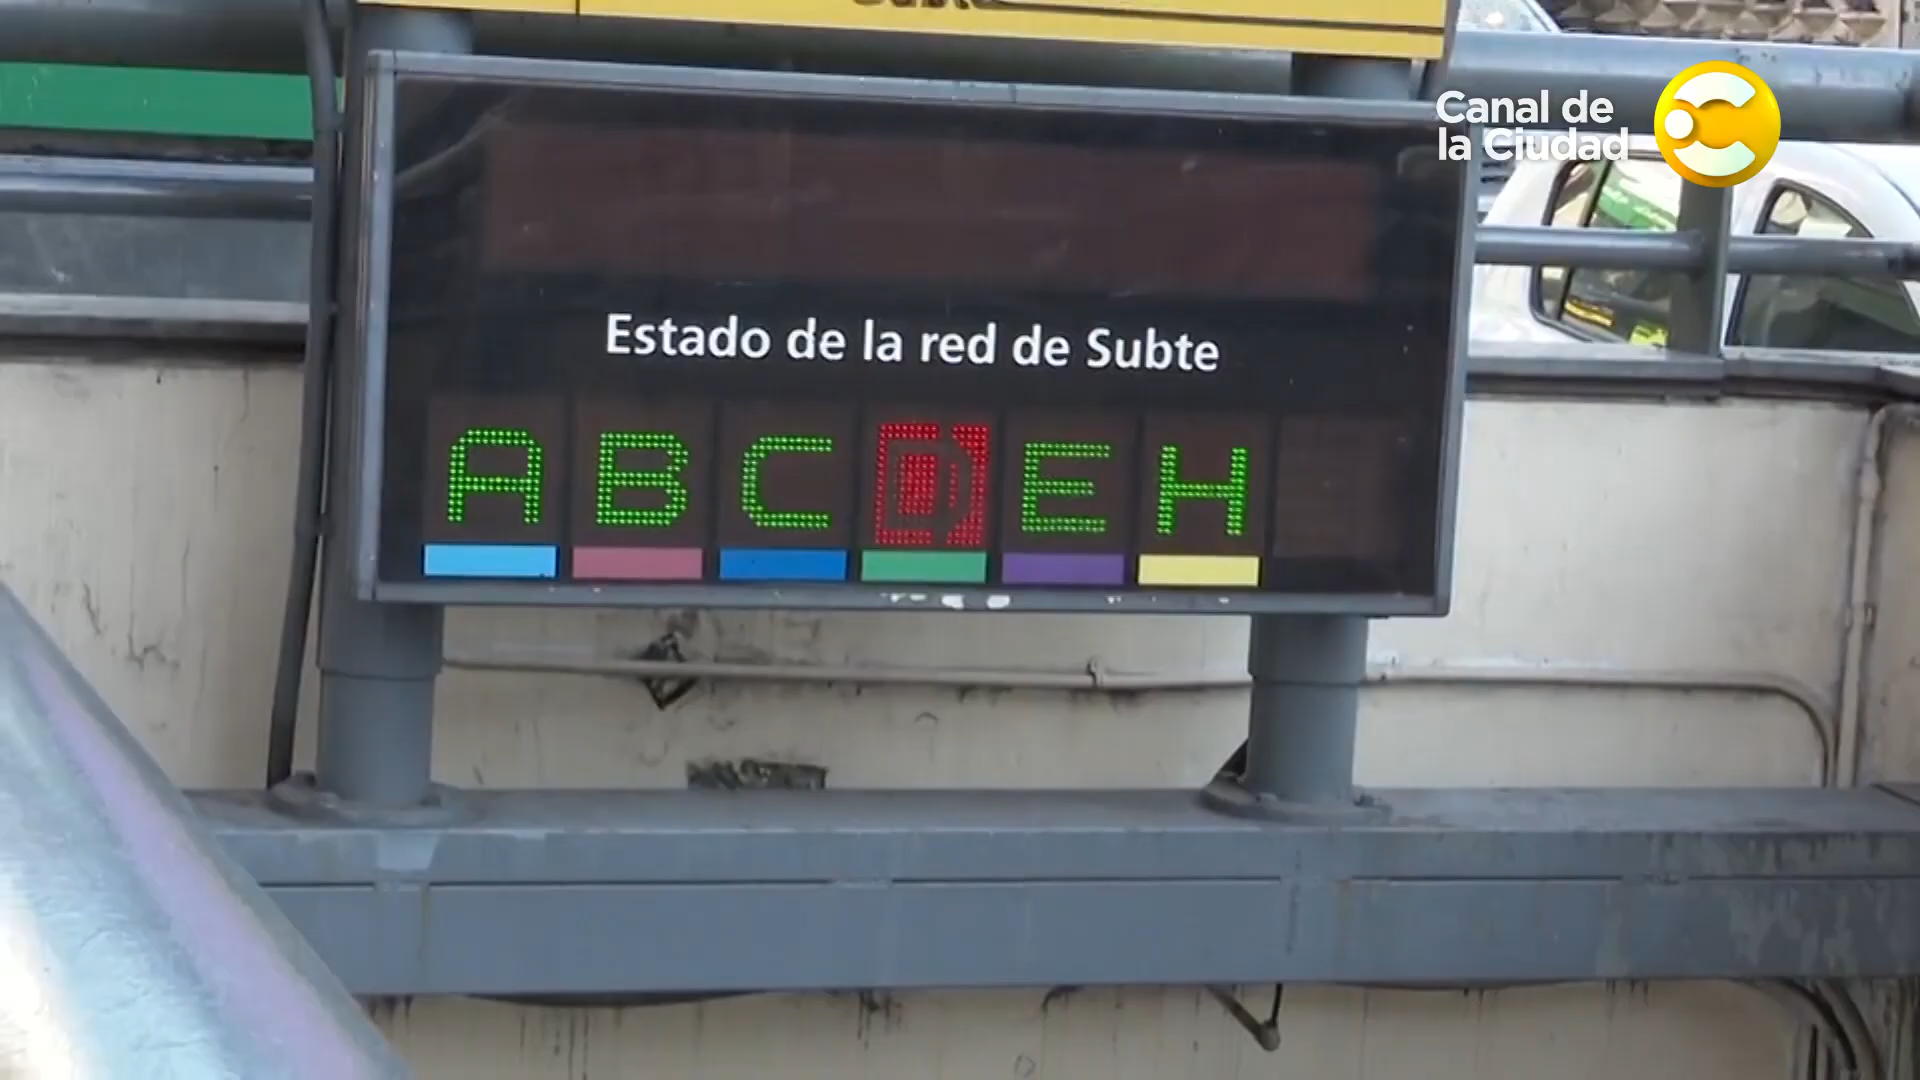 Canal de
la Ciudad
Estado de la red de Subte
A B C D E H